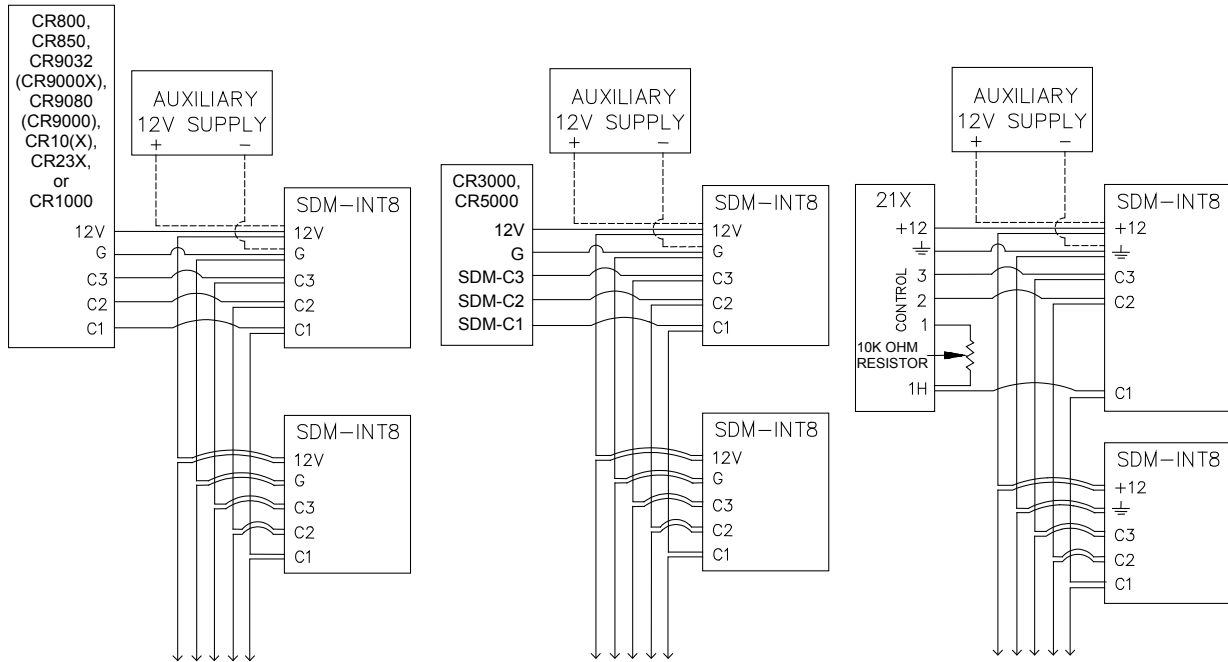 CR800,
CR850,
CR9032
(CR9000X),
CR9080
(CR9000),
CR10(X),
CR23X,
or
CR1000
12V
G
C3
C2
C1
AUXILIARY
12V SUPPLY
+ −
SDM-INT8
12V
G
C3
C2
C1
SDM-INT8
12V
G
C3
C2
C1
CR3000,
CR5000
12V
G
SDM-C3
SDM-C2
SDM-C1
AUXILIARY
12V SUPPLY
+ −
SDM-INT8
12V
G
C3
C2
C1
SDM-INT8
12V
G
C3
C2
C1
21X
+12
⏚
3
2
1
CONTROL
10K OHM
RESISTOR
1H
AUXILIARY
12V SUPPLY
+ −
SDM-INT8
+12
⏚
C3
C2
C1
SDM-INT8
+12
⏚
C3
C2
C1